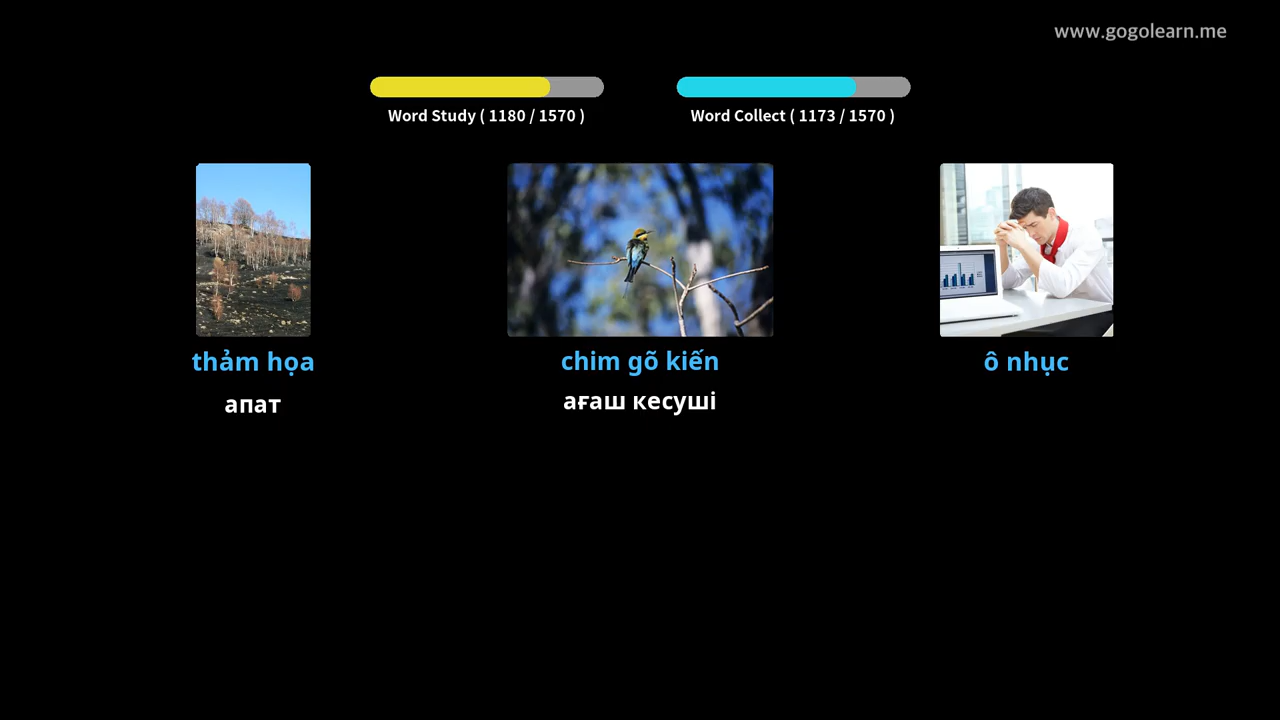 www.gogolearn.me
Word Study ( 1180 / 1570 )
Word Collect ( 1173 / 1570 )
thảm họa
апат
chim gõ kiến
ағаш кесуші
ô nhục